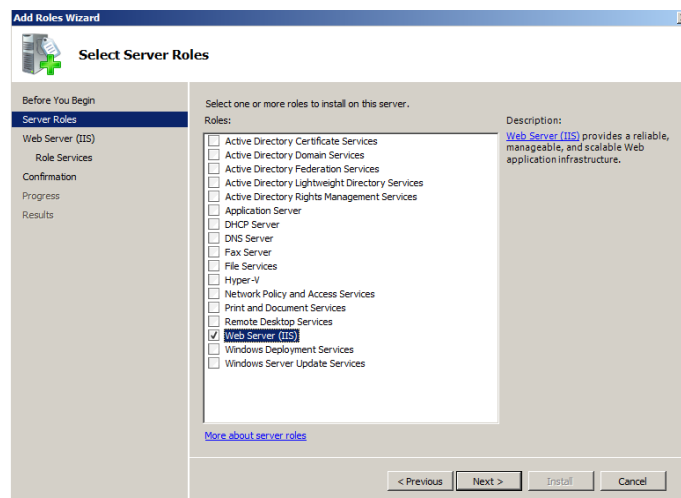 Add Roles Wizard
Select Server Roles
Before You Begin
Server Roles
Web Server (IIS)
Role Services
Confirmation
Progress
Results
Select one or more roles to install on this server.
Roles:
Active Directory Certificate Services
Active Directory Domain Services
Active Directory Federation Services
Active Directory Lightweight Directory Services
Active Directory Rights Management Services
Application Server
DHCP Server
DNS Server
Fax Server
File Services
Hyper-V
Network Policy and Access Services
Print and Document Services
Remote Desktop Services
Web Server (IIS)
Windows Deployment Services
Windows Server Update Services
More about server roles
Description:
Web Server (IIS) provides a reliable,
manageable, and scalable Web
application infrastructure.
< Previous
Next >
Install
Cancel